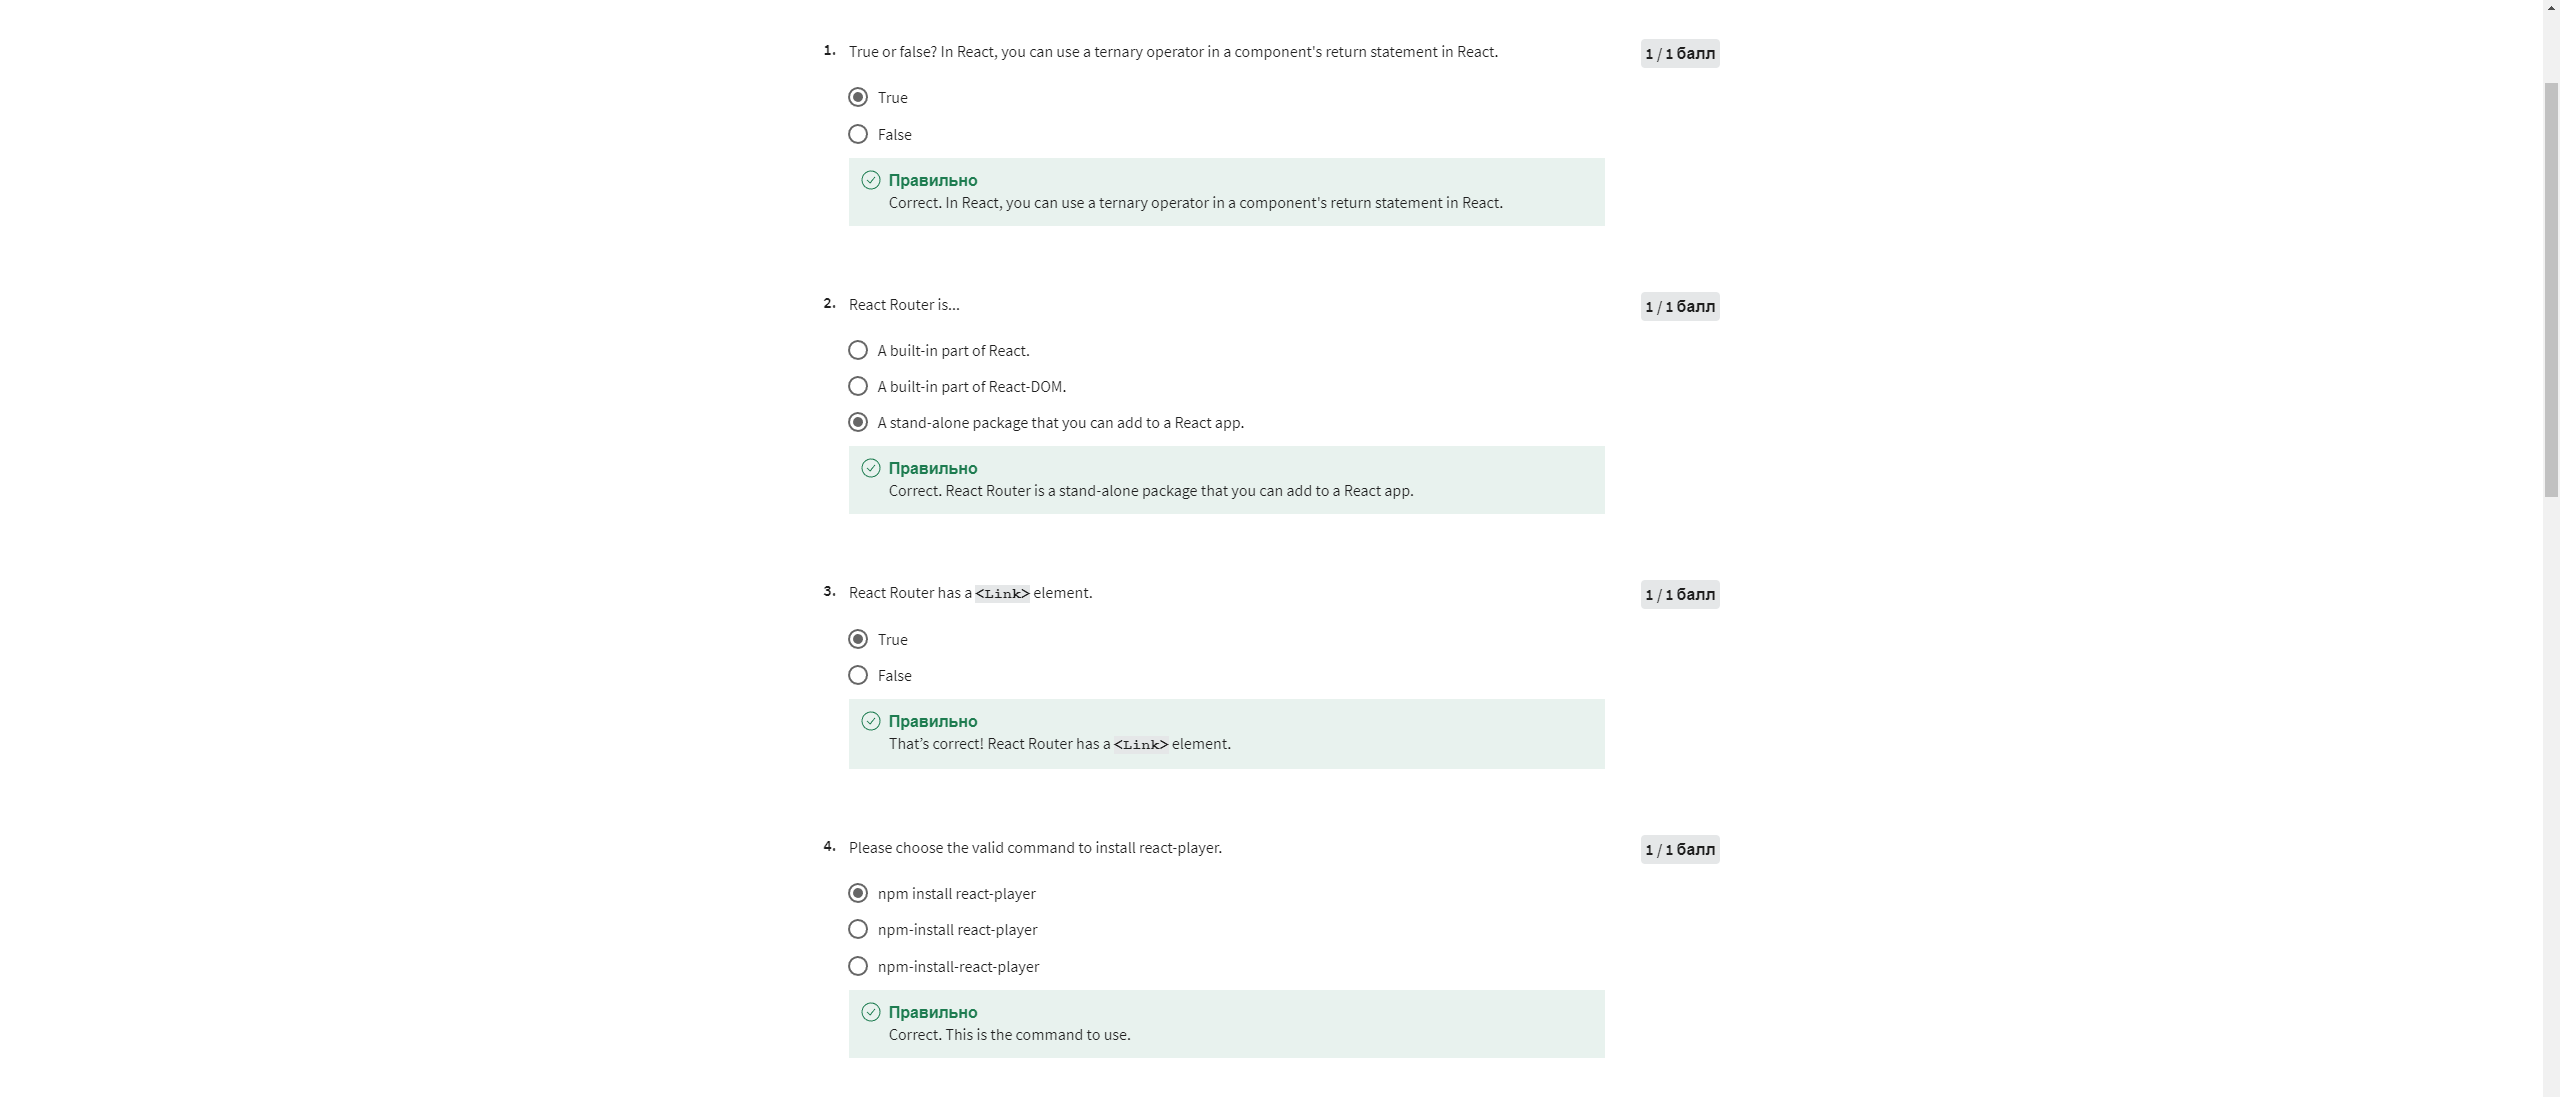 1. True or false? In React, you can use a ternary operator in a component's return statement in React.
1 / 1 балл
True
False
Правильно
Correct. In React, you can use a ternary operator in a component's return statement in React.
2. React Router is...
1 / 1 балл
A built-in part of React.
A built-in part of React-DOM.
A stand-alone package that you can add to a React app.
Правильно
Correct. React Router is a stand-alone package that you can add to a React app.
3. React Router has a <Link> element.
1 / 1 балл
True
False
Правильно
That’s correct! React Router has a <Link> element.
4. Please choose the valid command to install react-player.
1 / 1 балл
npm install react-player
npm-install react-player
npm-install-react-player
Правильно
Correct. This is the command to use.